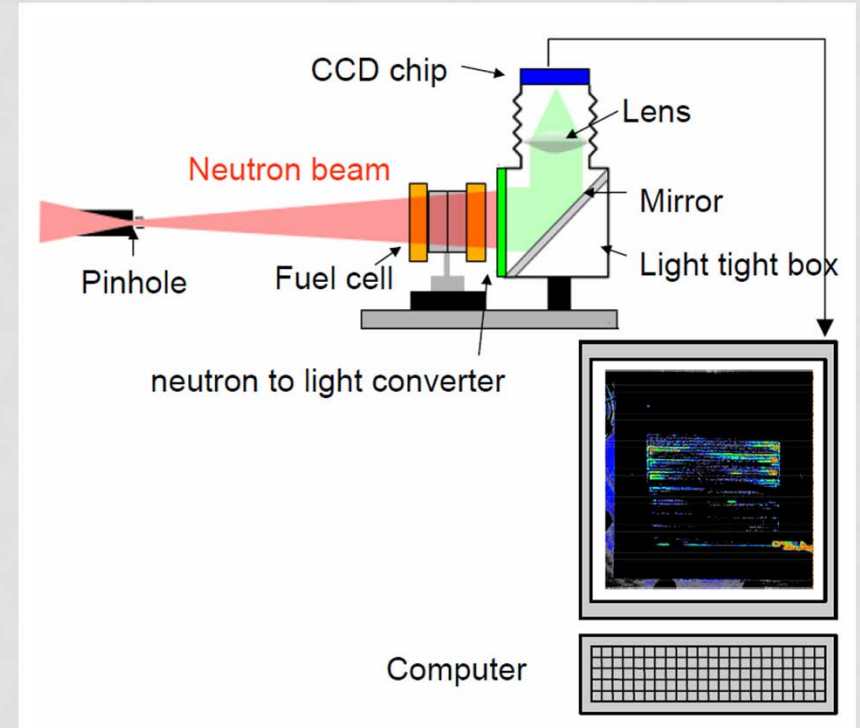 CCD chip
Lens
Neutron beam
Mirror
Pinhole
Fuel cell
Light tight box
neutron to light converter
Computer